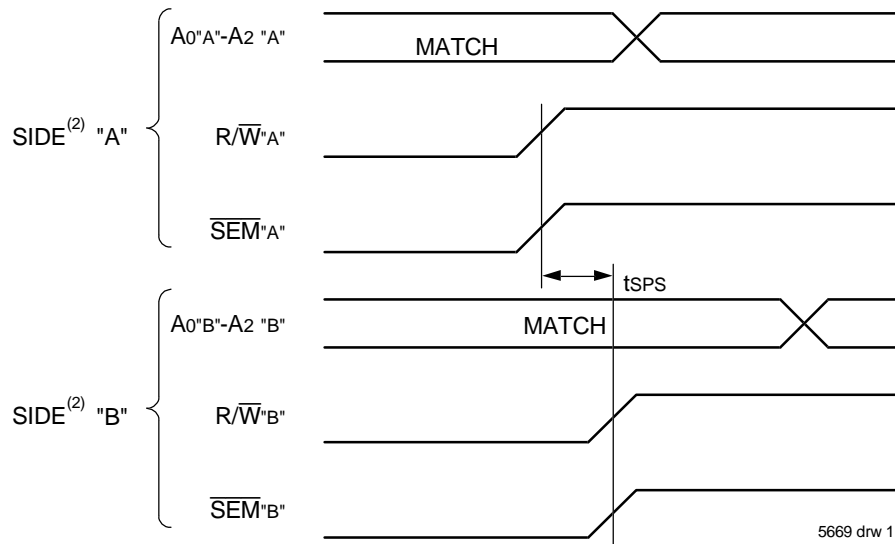 A0"A"-A2 "A"
MATCH
SIDE(2) "A"
R/W"A"
SEM"A"
tSPS
A0"B"-A2 "B"
MATCH
SIDE(2) "B"
R/W"B"
SEM"B"
5669 drw 1